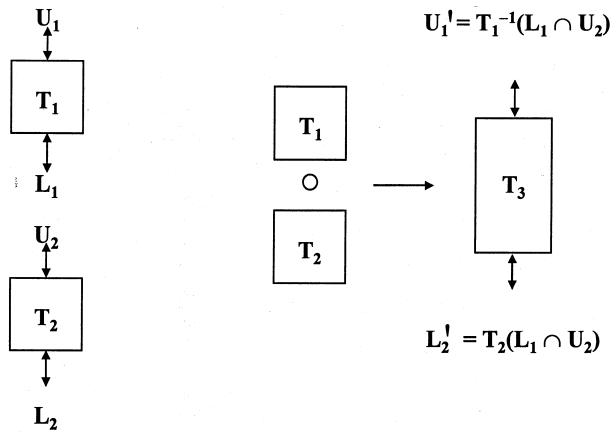 U₁
T₁
L₁
U₂
T₂
L₂
T₁
○
T₂
U₁' = T₁⁻¹(L₁ ∩ U₂)
T₃
L₂' = T₂(L₁ ∩ U₂)